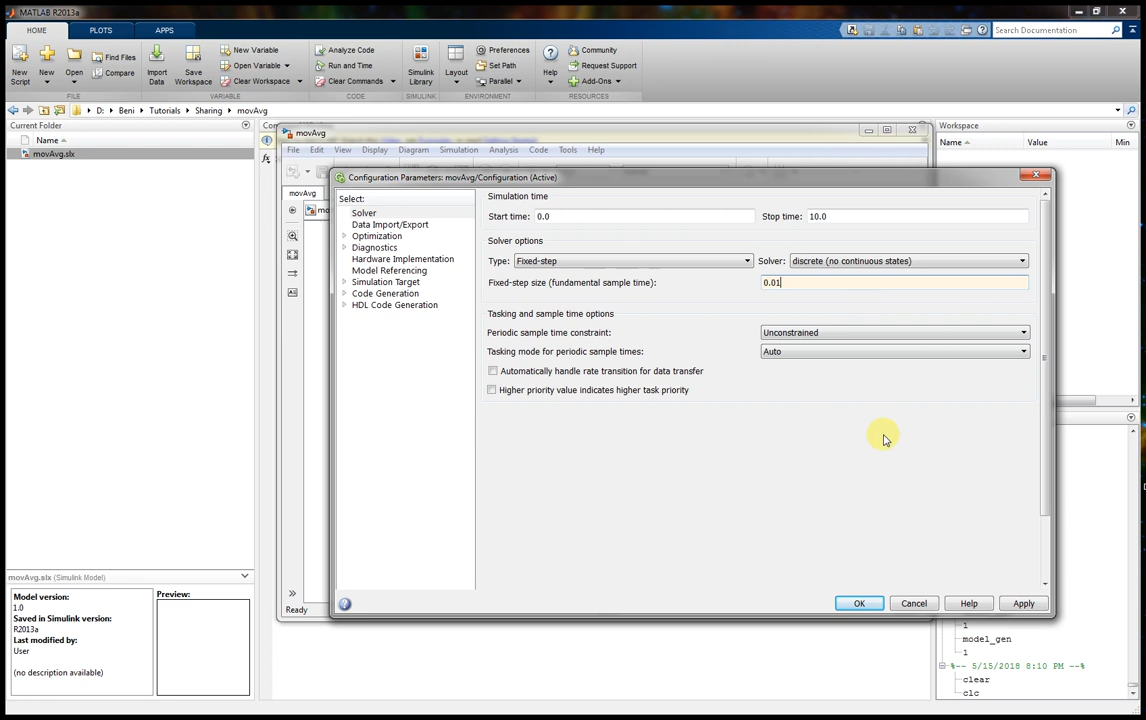 MATLAB R2013a
HOME PLOTS APPS
Search Documentation
New Script
New
Open
Find Files
Compare
Import Data
Save Workspace
New Variable
Open Variable
Clear Workspace
Analyze Code
Run and Time
Clear Commands
Simulink Library
Layout
Preferences
Set Path
Parallel
Help
Community
Request Support
Add-Ons
FILE VARIABLE CODE SIMULINK ENVIRONMENT RESOURCES
D: Beni Tutorials Sharing movAvg
Current Folder
Name
movAvg.slx
Workspace
Name Value Min
movAvg
File Edit View Display Diagram Simulation Analysis Code Tools Help
movAvg
Configuration Parameters: movAvg/Configuration (Active)
Select:
Solver
Data Import/Export
Optimization
Diagnostics
Hardware Implementation
Model Referencing
Simulation Target
Code Generation
HDL Code Generation
Simulation time
Start time: 0.0 Stop time: 10.0
Solver options
Type: Fixed-step Solver: discrete (no continuous states)
Fixed-step size (fundamental sample time): 0.01
Tasking and sample time options
Periodic sample time constraint: Unconstrained
Tasking mode for periodic sample times: Auto
Automatically handle rate transition for data transfer
Higher priority value indicates higher task priority
OK Cancel Help Apply
Ready
movAvg.slx (Simulink Model)
Model version:
1.0
Saved in Simulink version:
R2013a
Last modified by:
User
(no description available)
Preview:
1
model_gen
1
%-- 5/15/2018 8:10 PM --%
clear
clc